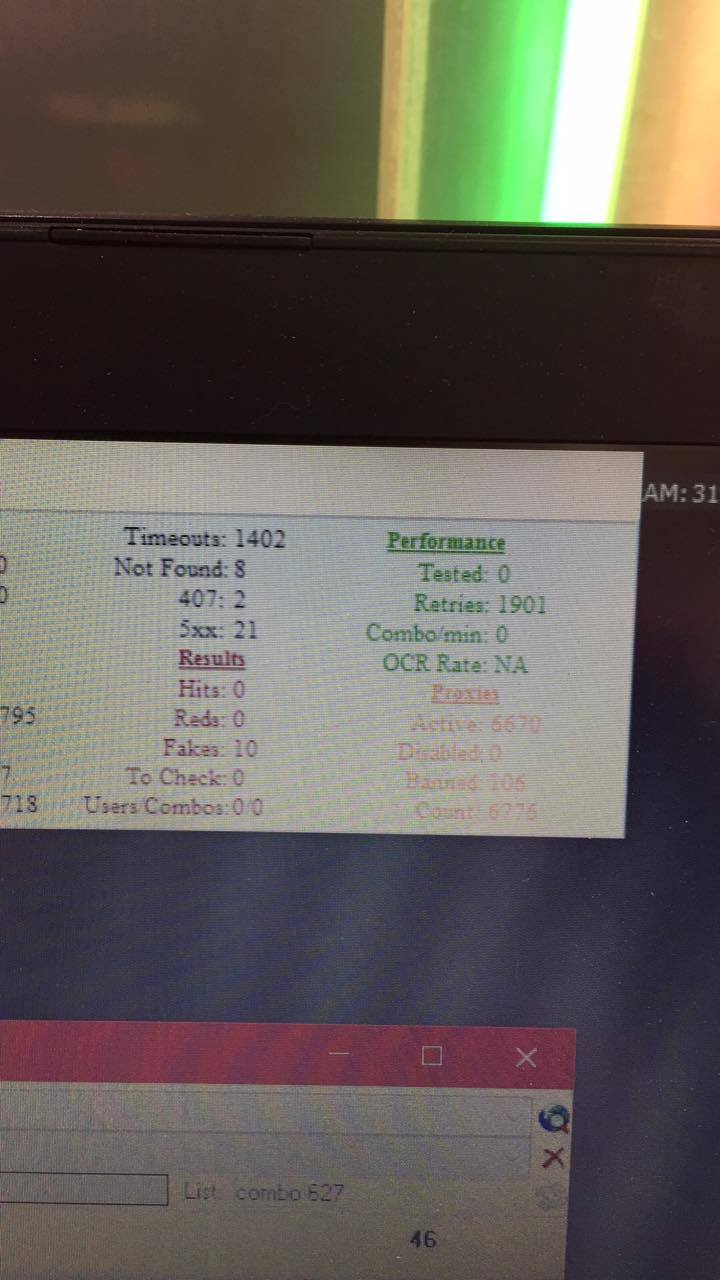 AM: 31
Timeouts: 1402
Not Found: 8
407: 2
5xx: 21
Results
Hits: 0
Reds: 0
Fakes: 10
To Check: 0
Users/Combos: 0/0
0
0
795
7
718
Performance
Tested: 0
Retries: 1901
Combo/min: 0
OCR Rate: NA
Proxies
Active: 6670
Disabled: 0
Banned: 106
Count: 6776
List: combo 627
46